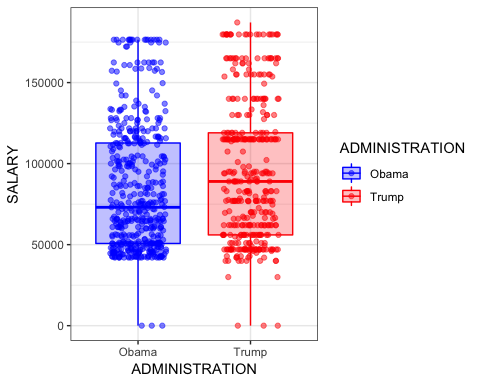 150000
100000
50000
0
SALARY
Obama
Trump
ADMINISTRATION
ADMINISTRATION
Obama
Trump